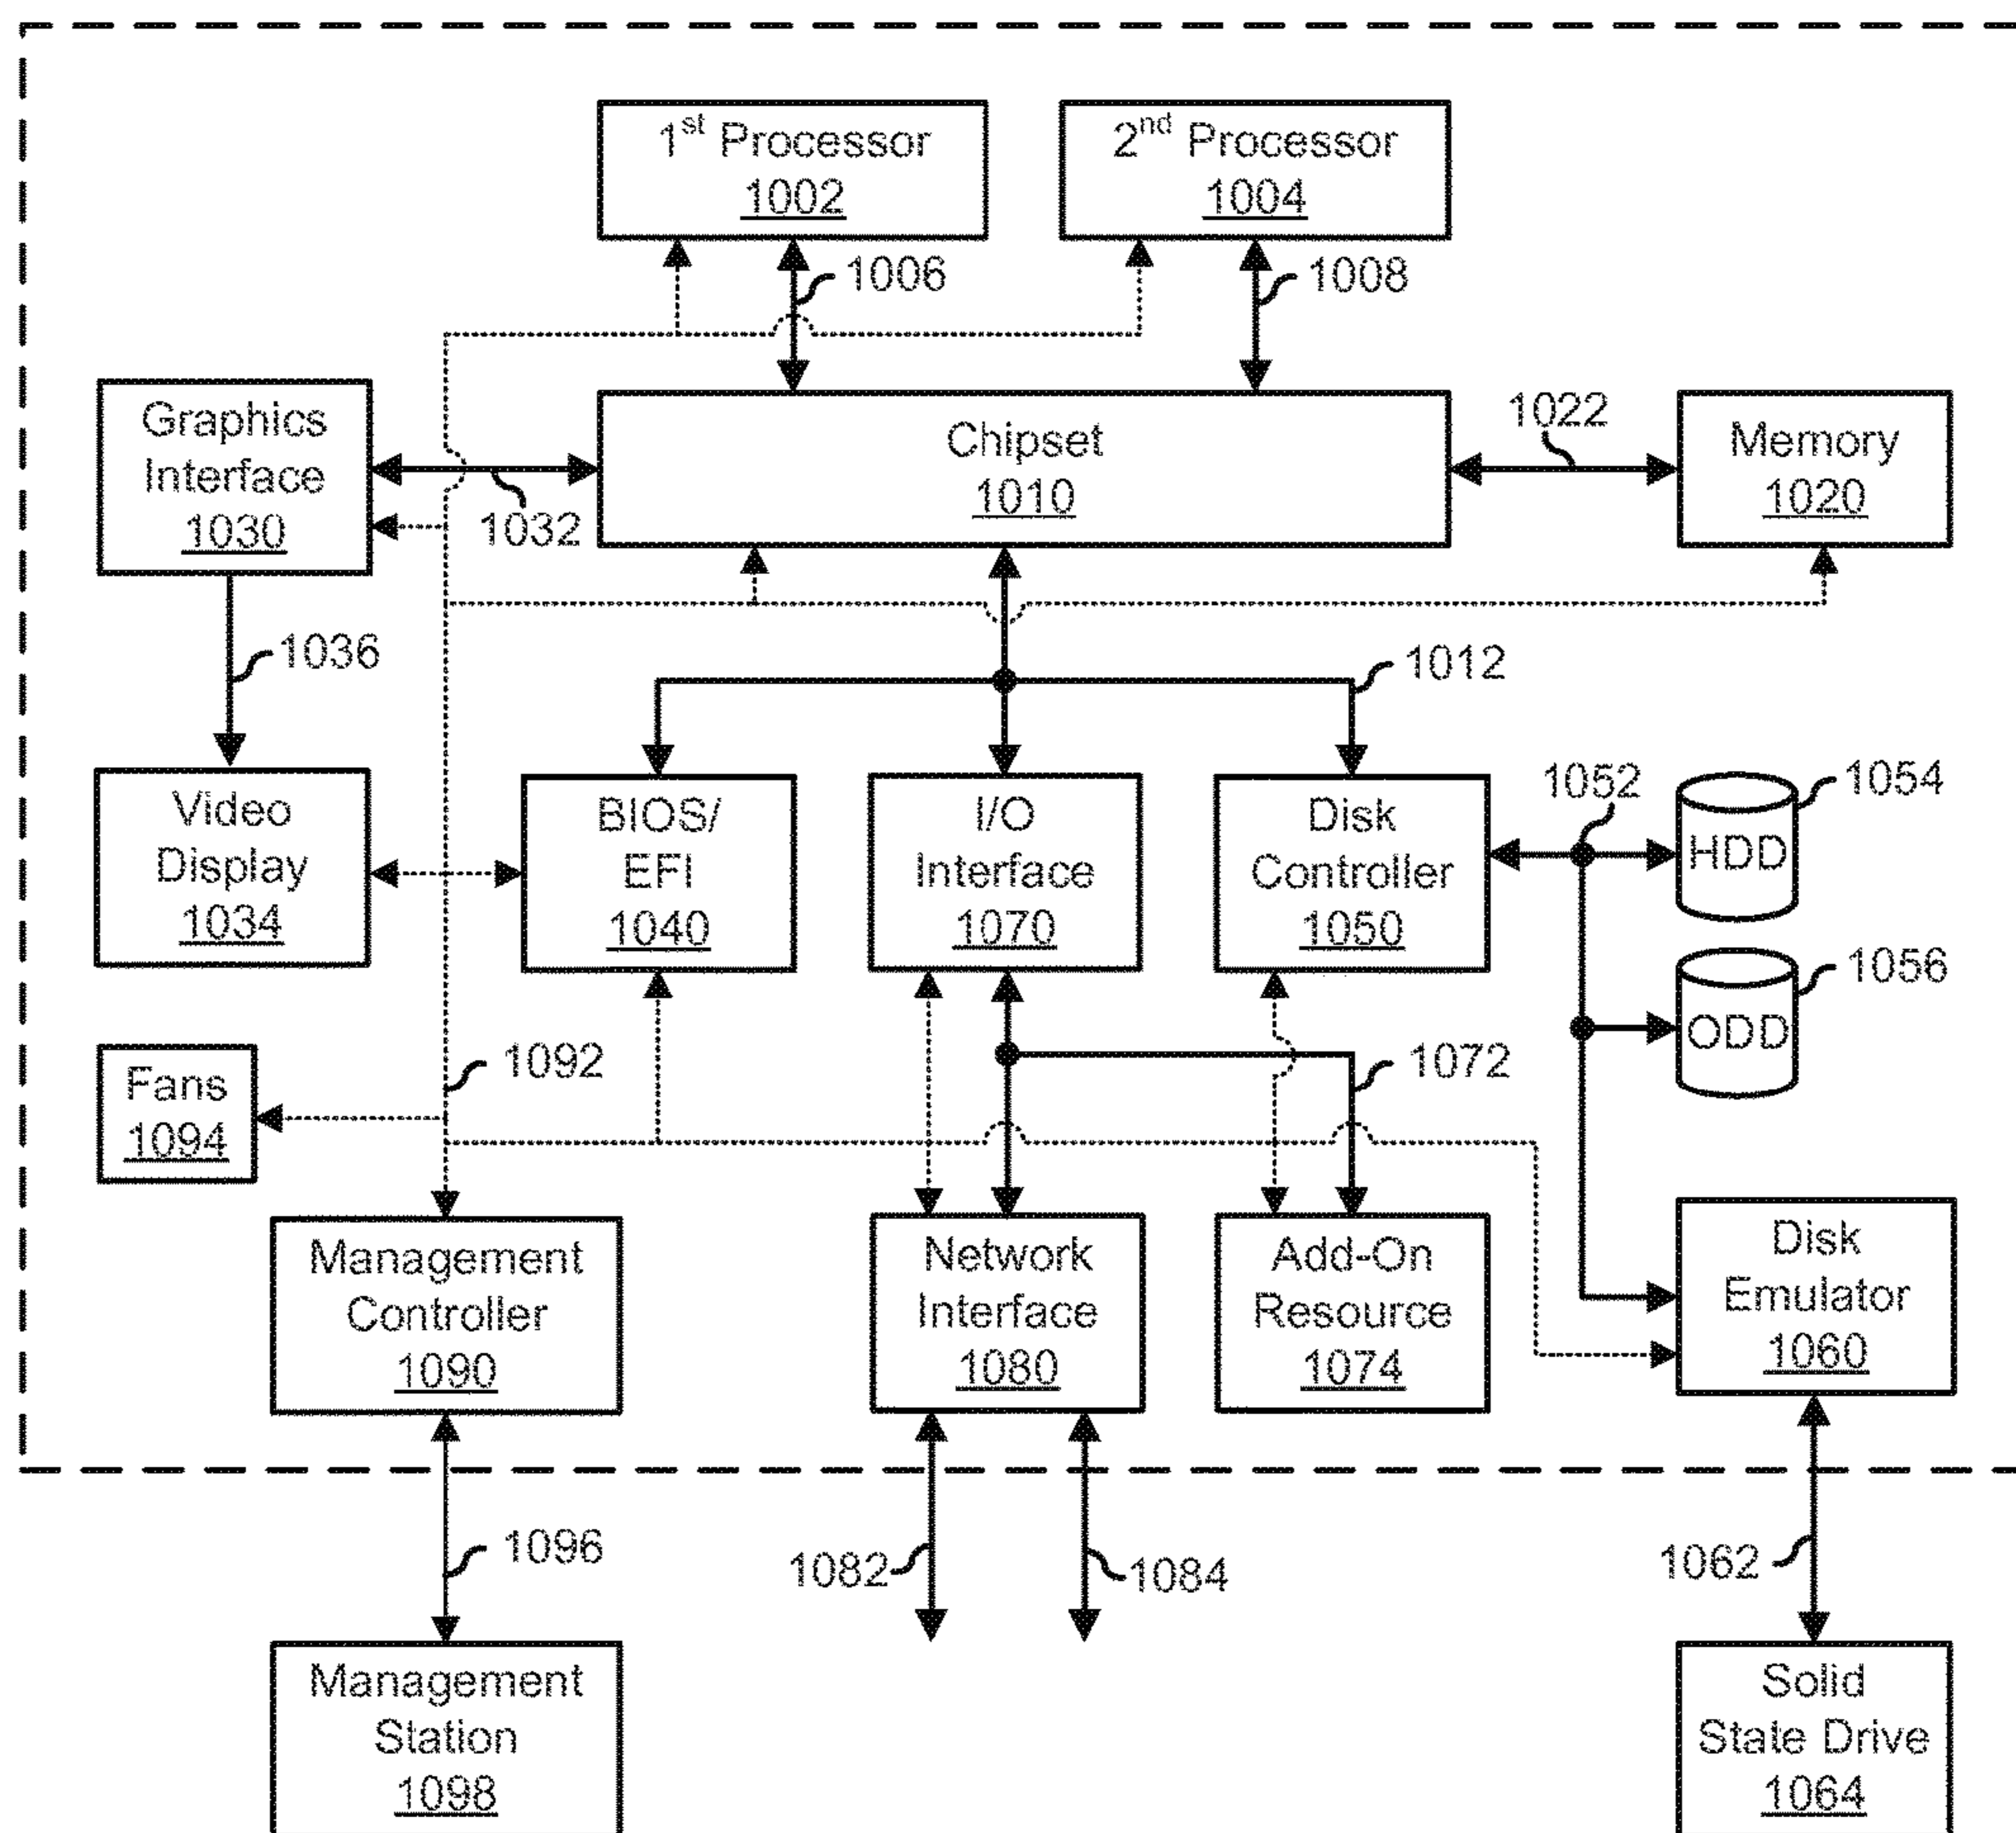 1st Processor
1002
2nd Processor
1004
1006
1008
Graphics
Interface
1030
1032
Chipset
1010
1022
Memory
1020
1036
1012
Video
Display
1034
BIOS/
EFI
1040
I/O
Interface
1070
Disk
Controller
1050
1052
HDD
1054
ODD
1056
Fans
1094
1092
1072
Management
Controller
1090
Network
Interface
1080
Add-On
Resource
1074
Disk
Emulator
1060
1096
1082
1084
1062
Management
Station
1098
Solid
State Drive
1064